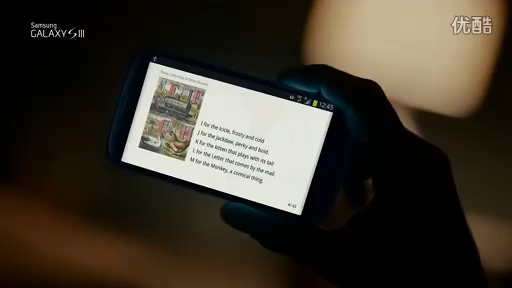 Samsung
GALAXY S III
优酷
12:45
I for the Icicle, frosty and cold
J for the Jackdaw, perky and bold.
K for the kitten that plays with its tail
L for the Letter that comes by the mail,
M for the Monkey, a comical thing.